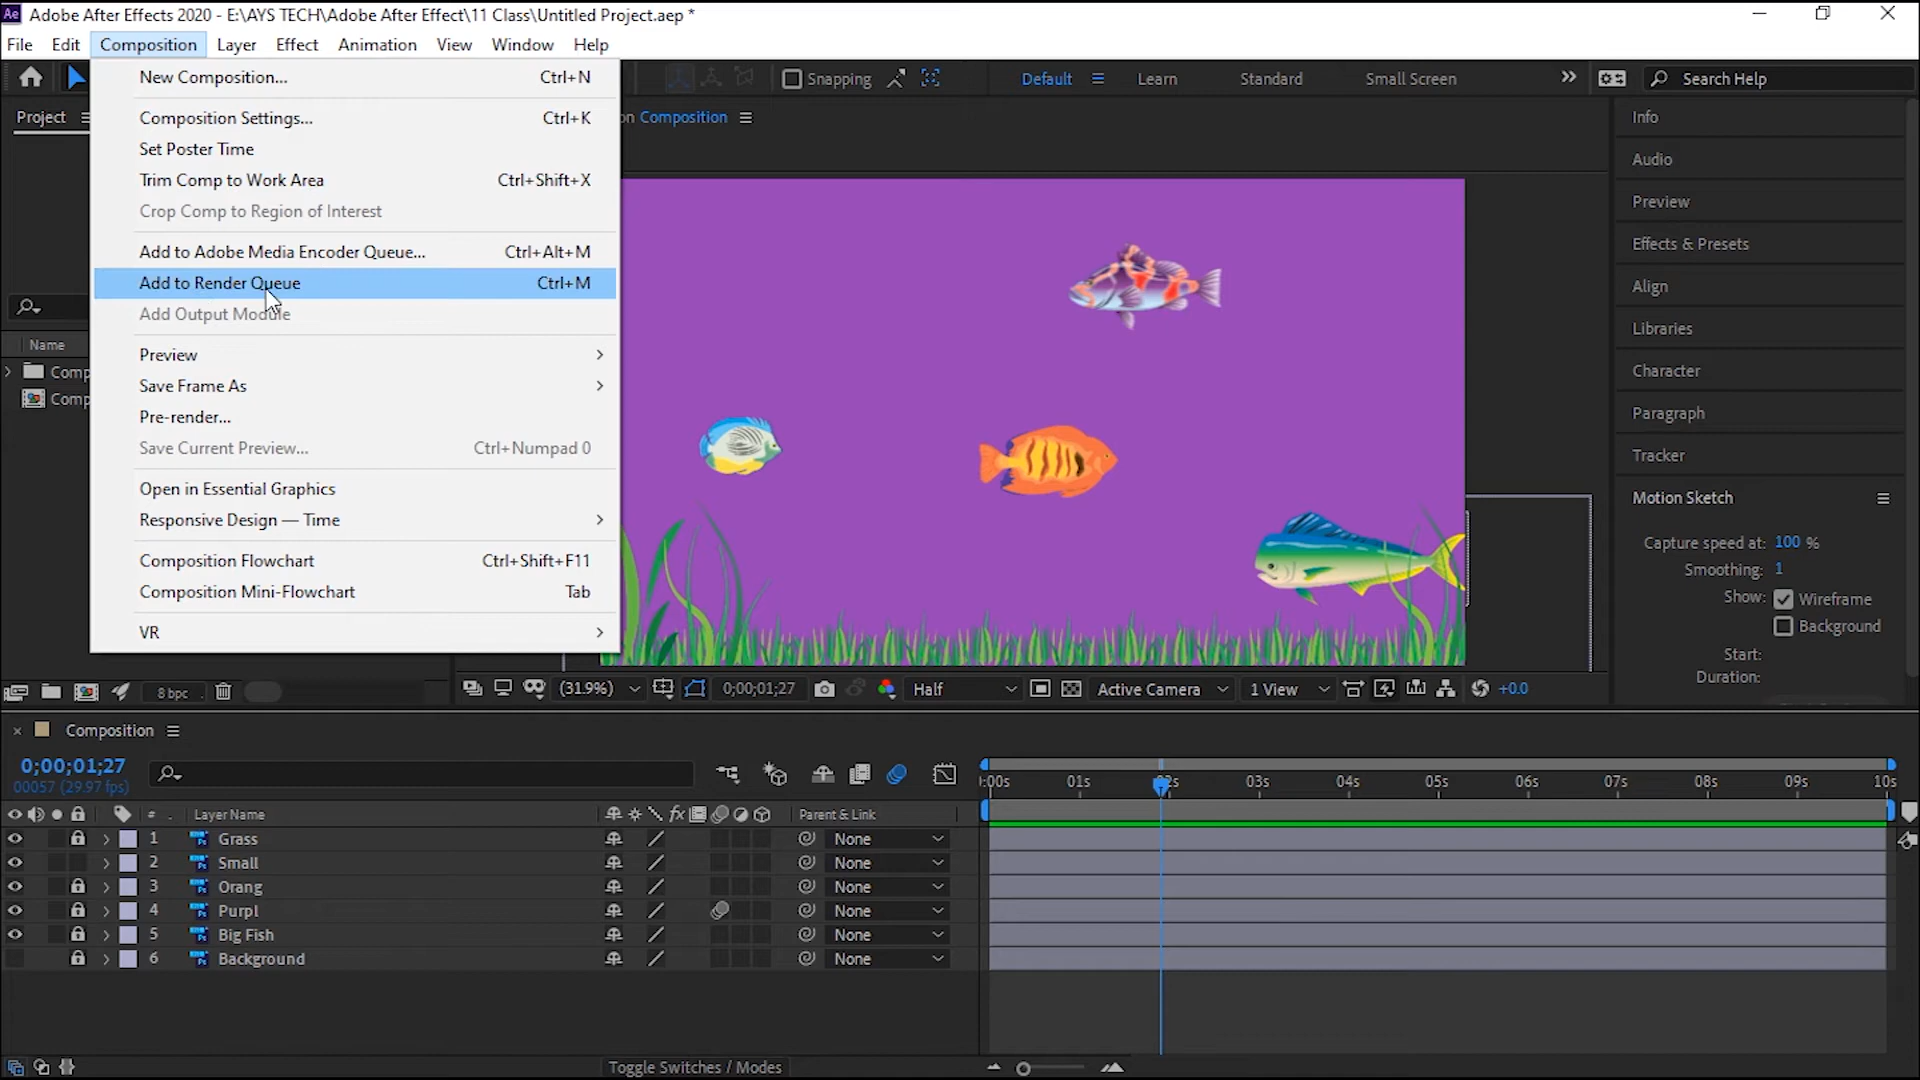 Ae Adobe After Effects 2020 - E:\AYS TECH\Adobe After Effect\11 Class\Untitled Project.aep *
File Edit Composition Layer Effect Animation View Window Help
New Composition... Ctrl+N
Composition Settings... Ctrl+K
Set Poster Time
Trim Comp to Work Area Ctrl+Shift+X
Crop Comp to Region of Interest
Add to Adobe Media Encoder Queue... Ctrl+Alt+M
Add to Render Queue Ctrl+M
Add Output Module
Preview
Save Frame As
Pre-render...
Save Current Preview... Ctrl+Numpad 0
Open in Essential Graphics
Responsive Design — Time
Composition Flowchart Ctrl+Shift+F11
Composition Mini-Flowchart Tab
VR
Snapping Default Learn Standard Small Screen Search Help
Project
on Composition
Name
Comp
Comp
8 bpc
Info
Audio
Preview
Effects & Presets
Align
Libraries
Character
Paragraph
Tracker
Motion Sketch
Capture speed at: 100 %
Smoothing: 1
Show: Wireframe
Background
Start:
Duration:
(31.9%) 0;00;01;27 Half Active Camera 1 View +0.0
Composition
0;00;01;27
00057 (29.97 fps)
:00s 01s 02s 03s 04s 05s 06s 07s 08s 09s 10s
# Layer Name fx Parent & Link
1 Grass None
2 Small None
3 Orang None
4 Purpl None
5 Big Fish None
6 Background None
Toggle Switches / Modes